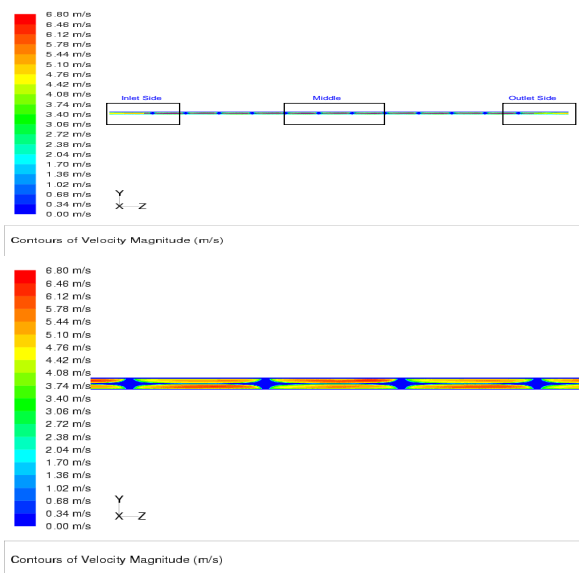 6.80 m/s
6.46 m/s
6.12 m/s
5.78 m/s
5.44 m/s
5.10 m/s
4.76 m/s
4.42 m/s
4.08 m/s
3.74 m/s
3.40 m/s
3.06 m/s
2.72 m/s
2.38 m/s
2.04 m/s
1.70 m/s
1.36 m/s
1.02 m/s
0.68 m/s
0.34 m/s
0.00 m/s
Inlet Side
Middle
Outlet Side
Y
X Z
Contours of Velocity Magnitude (m/s)
6.80 m/s
6.46 m/s
6.12 m/s
5.78 m/s
5.44 m/s
5.10 m/s
4.76 m/s
4.42 m/s
4.08 m/s
3.74 m/s
3.40 m/s
3.06 m/s
2.72 m/s
2.38 m/s
2.04 m/s
1.70 m/s
1.36 m/s
1.02 m/s
0.68 m/s
0.34 m/s
0.00 m/s
Y
X Z
Contours of Velocity Magnitude (m/s)